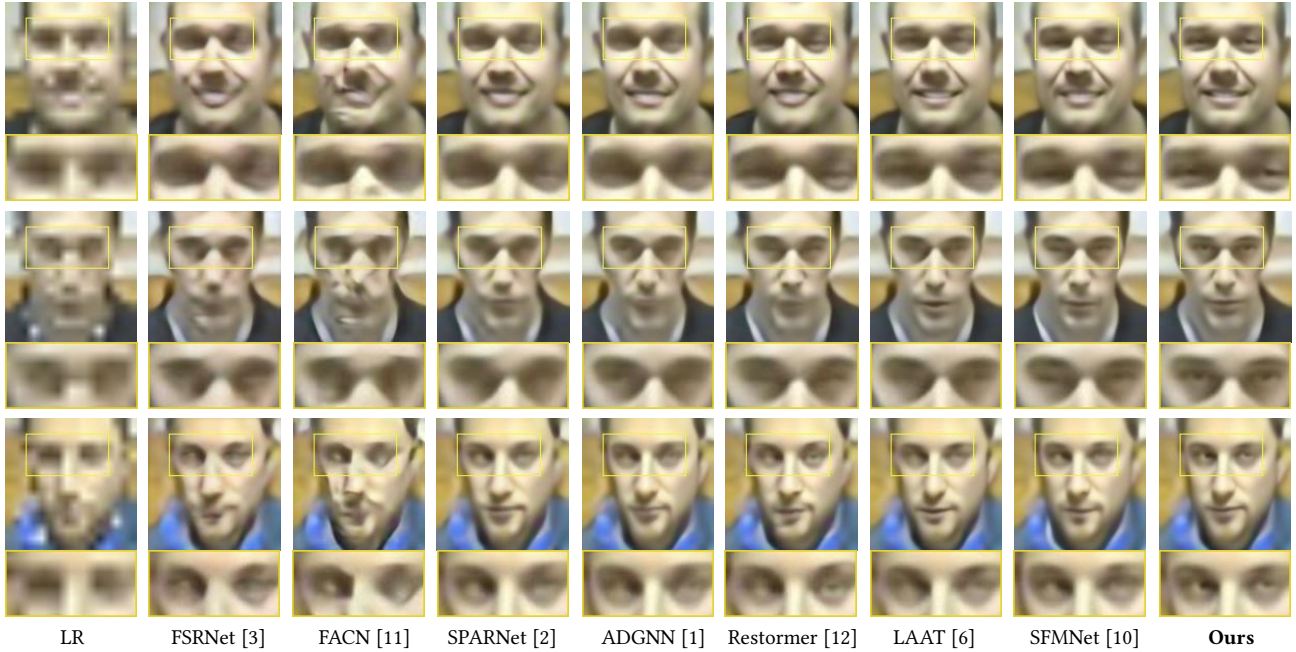 LR FSRNet [3] FACN [11] SPARNet [2] ADGNN [1] Restormer [12] LAAT [6] SFMNet [10] Ours